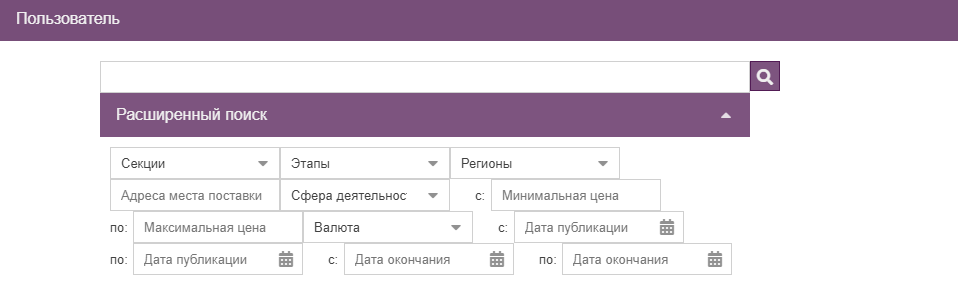 Пользователь
Расширенный поиск
Секции Этапы Регионы
Адреса места поставки Сфера деятельност с: Минимальная цена
по: Максимальная цена Валюта с: Дата публикации
по: Дата публикации с: Дата окончания по: Дата окончания